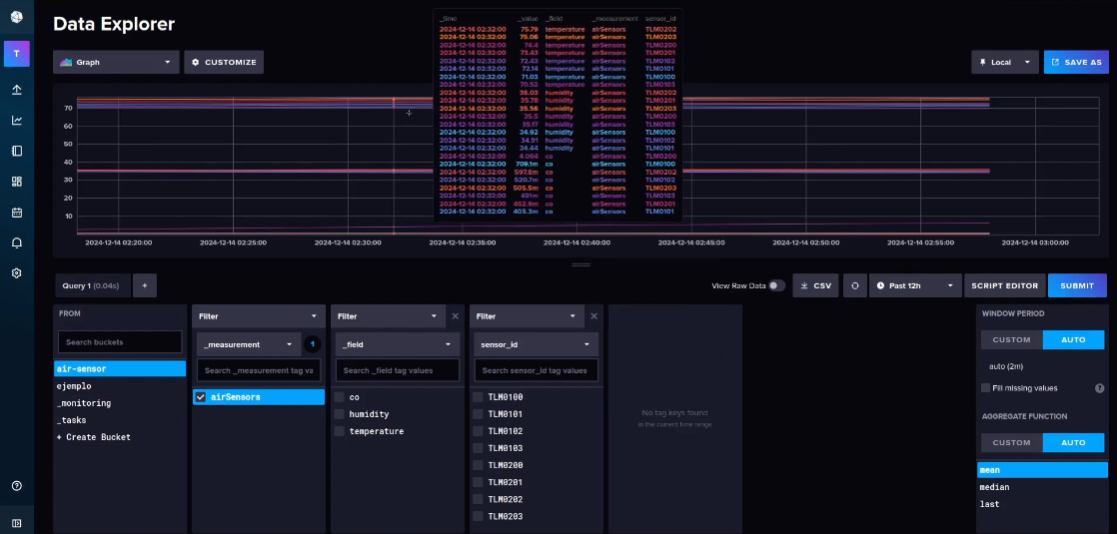 Data Explorer
T
Graph
CUSTOMIZE
Local
SAVE AS
_time _value _field _measurement sensor_id
2024-12-14 02:32:00 75.79 temperature airSensors TLM0202
2024-12-14 02:32:00 75.06 temperature airSensors TLM0203
2024-12-14 02:32:00 74.4 temperature airSensors TLM0200
2024-12-14 02:32:00 73.43 temperature airSensors TLM0201
2024-12-14 02:32:00 72.43 temperature airSensors TLM0102
2024-12-14 02:32:00 72.14 temperature airSensors TLM0101
2024-12-14 02:32:00 71.03 temperature airSensors TLM0100
2024-12-14 02:32:00 70.52 temperature airSensors TLM0103
2024-12-14 02:32:00 36.03 humidity airSensors TLM0202
2024-12-14 02:32:00 35.78 humidity airSensors TLM0201
2024-12-14 02:32:00 35.56 humidity airSensors TLM0203
2024-12-14 02:32:00 35.5 humidity airSensors TLM0200
2024-12-14 02:32:00 35.17 humidity airSensors TLM0103
2024-12-14 02:32:00 34.92 humidity airSensors TLM0100
2024-12-14 02:32:00 34.91 humidity airSensors TLM0102
2024-12-14 02:32:00 34.44 humidity airSensors TLM0101
2024-12-14 02:32:00 4.064 co airSensors TLM0200
2024-12-14 02:32:00 709.1m co airSensors TLM0100
2024-12-14 02:32:00 597.6m co airSensors TLM0202
2024-12-14 02:32:00 520.7m co airSensors TLM0102
2024-12-14 02:32:00 505.5m co airSensors TLM0203
2024-12-14 02:32:00 491m co airSensors TLM0103
2024-12-14 02:32:00 452.9m co airSensors TLM0201
2024-12-14 02:32:00 403.3m co airSensors TLM0101
70
60
50
40
30
20
10
2024-12-14 02:20:00 2024-12-14 02:25:00 2024-12-14 02:30:00 2024-12-14 02:35:00 2024-12-14 02:40:00 2024-12-14 02:45:00 2024-12-14 02:50:00 2024-12-14 02:55:00 2024-12-14 03:00:00
Query 1 (0.04s)
+
View Raw Data
CSV
Past 12h
SCRIPT EDITOR
SUBMIT
FROM
Search buckets
air-sensor
ejemplo
_monitoring
_tasks
+ Create Bucket
Filter
_measurement
1
Search _measurement tag va
airSensors
Filter
_field
Search _field tag values
co
humidity
temperature
Filter
sensor_id
Search sensor_id tag values
TLM0100
TLM0101
TLM0102
TLM0103
TLM0200
TLM0201
TLM0202
TLM0203
No tag keys found
in the current time range
WINDOW PERIOD
CUSTOM AUTO
auto (2m)
Fill missing values
?
AGGREGATE FUNCTION
CUSTOM AUTO
mean
median
last